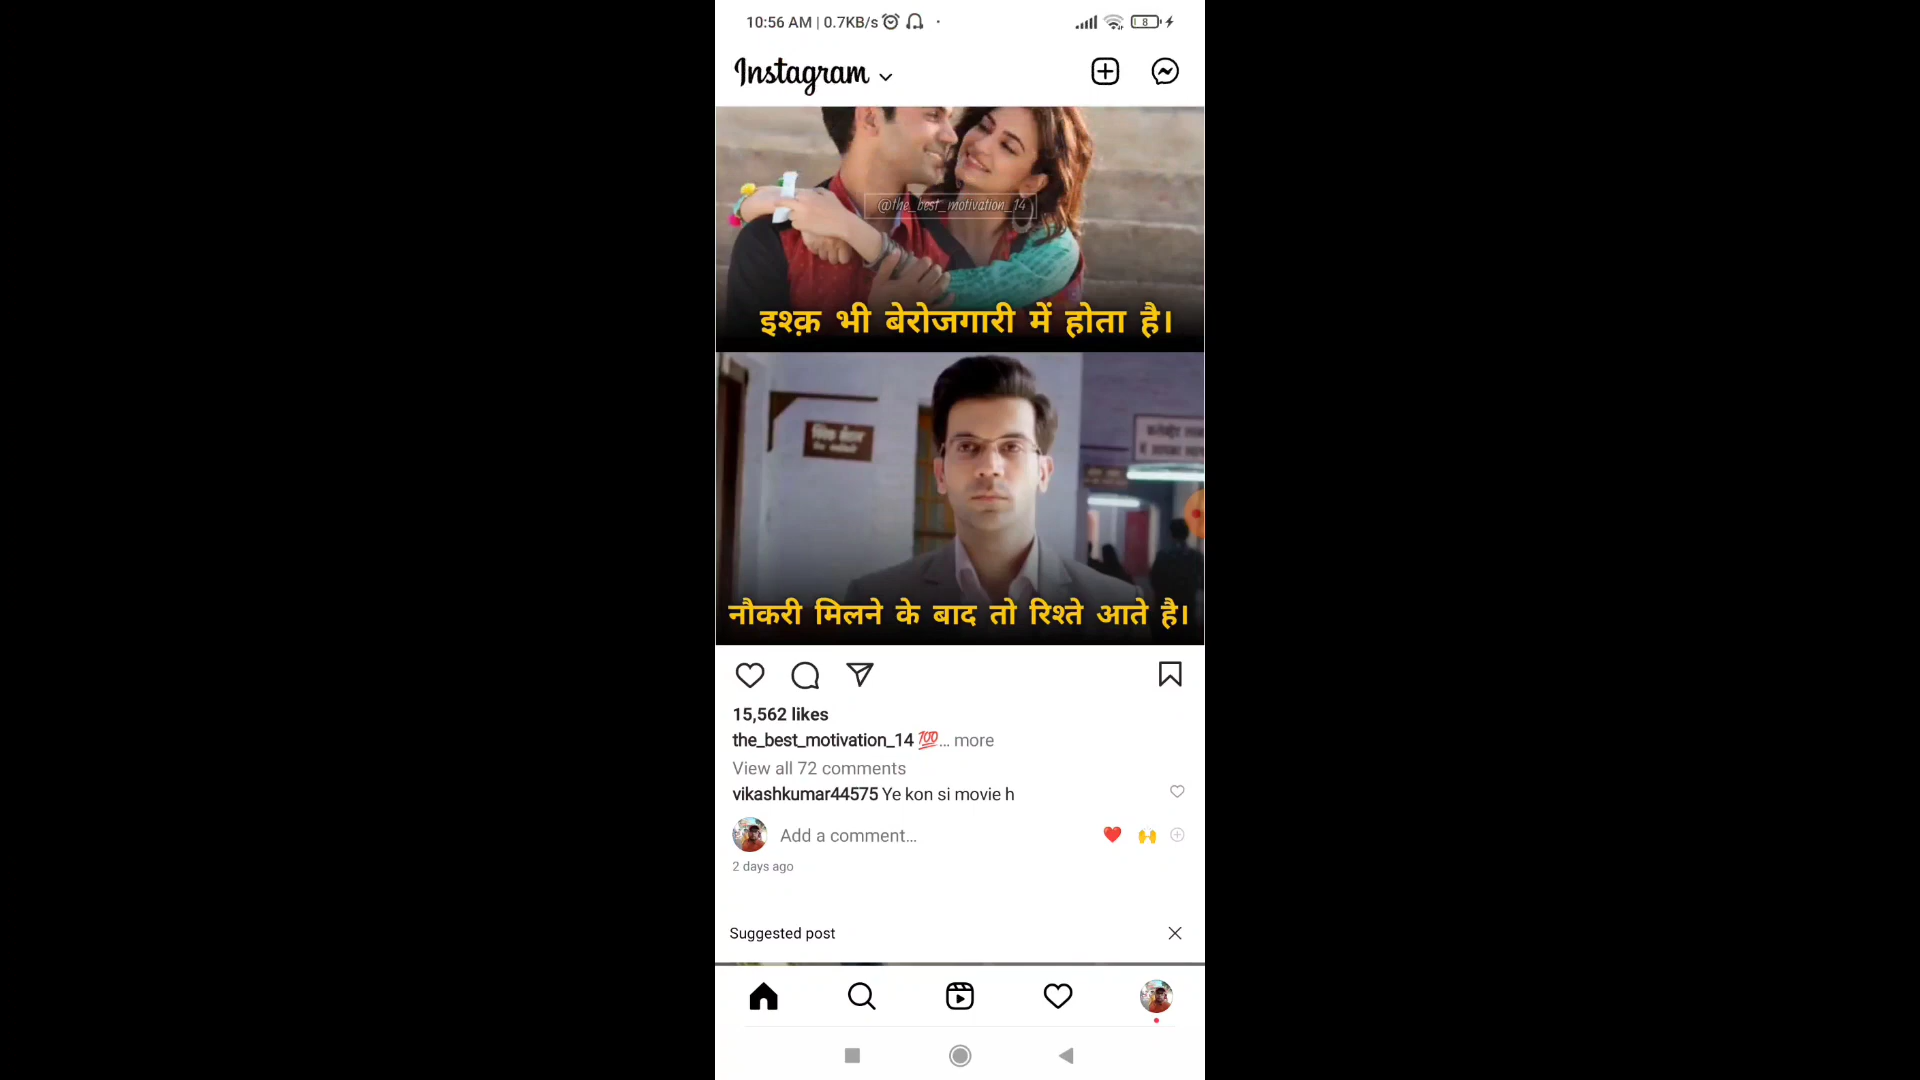 10:56 AM | 0.7KB/s
8
Instagram
@the_best_motivation_14
इश्क़ भी बेरोजगारी में होता है।
नौकरी मिलने के बाद तो रिश्ते आते है।
15,562 likes
the_best_motivation_14 💯... more
View all 72 comments
vikashkumar44575 Ye kon si movie h
Add a comment...
2 days ago
Suggested post